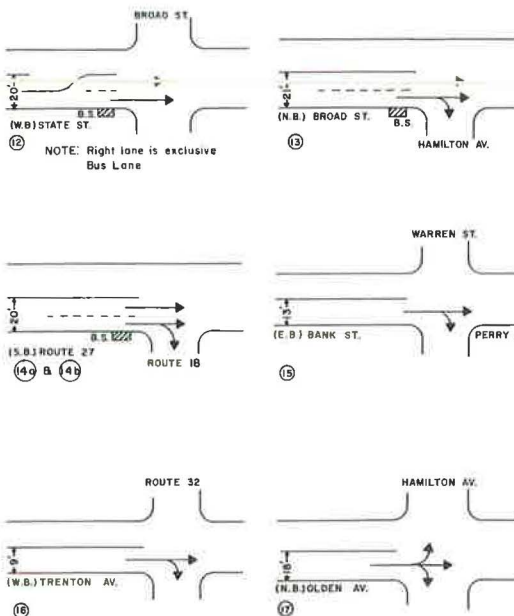 BROAD ST.
20'
B.S.
(W.B) STATE ST.
12
NOTE: Right lane is exclusive
Bus Lane
21'
B.S.
(N.B.) BROAD ST.
13
HAMILTON AV.
20'
B.S.
(S.B.) ROUTE 27
14a & 14b
ROUTE 18
WARREN ST.
13'
(E.B.) BANK ST.
PERRY
15
ROUTE 32
9'
(W.B.) TRENTON AV.
16
HAMILTON AV.
18'
(N.B.) OLDEN AV.
17